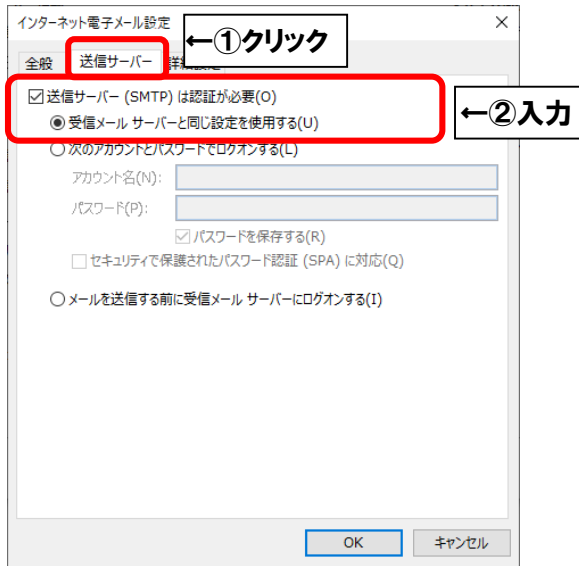 インターネット電子メール設定
←①クリック
全般
送信サーバー
詳細設定
送信サーバー (SMTP) は認証が必要(O)
受信メール サーバーと同じ設定を使用する(U)
←②入力
次のアカウントとパスワードでログオンする(L)
アカウント名(N):
パスワード(P):
パスワードを保存する(R)
セキュリティで保護されたパスワード認証 (SPA) に対応(Q)
メールを送信する前に受信メール サーバーにログオンする(I)
OK
キャンセル